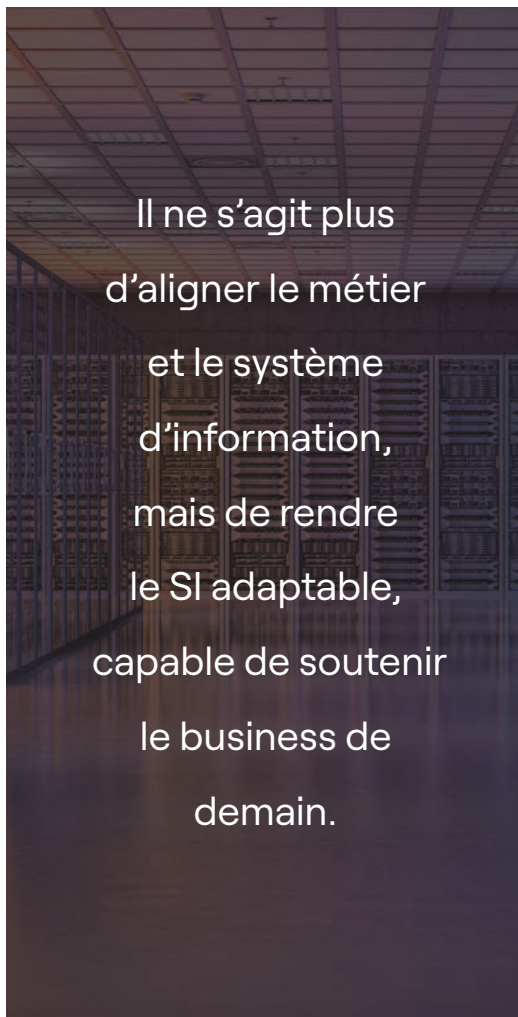 Il ne s’agit plus
d’aligner le métier
et le système
d’information,
mais de rendre
le SI adaptable,
capable de soutenir
le business de
demain.